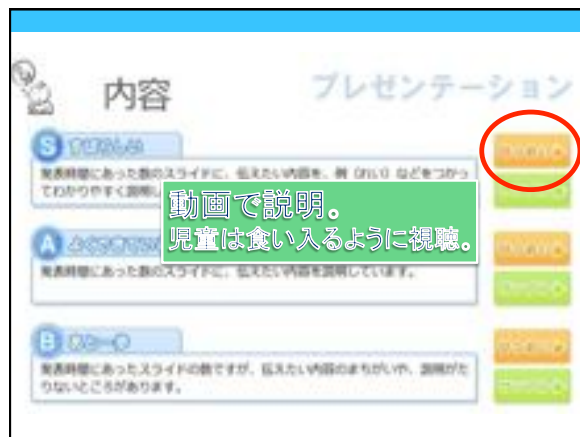 内容
プレゼンテーション
S すばらしい
発表時間にあった数のスライドに、伝えたい内容を、例（れい）などをつかっ
てわかりやすく説明し
動画で説明。
児童は食い入るように視聴。
A
発表時間にあった数のスライドに、伝えたい内容を説明しています。
B
発表時間にあったスライドの数ですが、伝えたい内容のまちがいや、説明がた
りないところがあります。